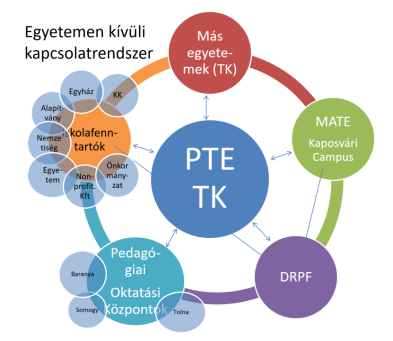 Egyetemen kívüli
kapcsolatrendszer
Más
egyete-
mek (TK)
MATE
Kaposvári
Campus
DRPF
Pedagó-
giai
Oktatási
Központok
Baranya
Somogy
Tolna
Iskolafenn-
tartók
Egyház
KK
Alapít-
vány
Nemze
tiség
Egye-
tem
Non-
profit.
Kft
Önkor
mány-
zat
PTE
TK